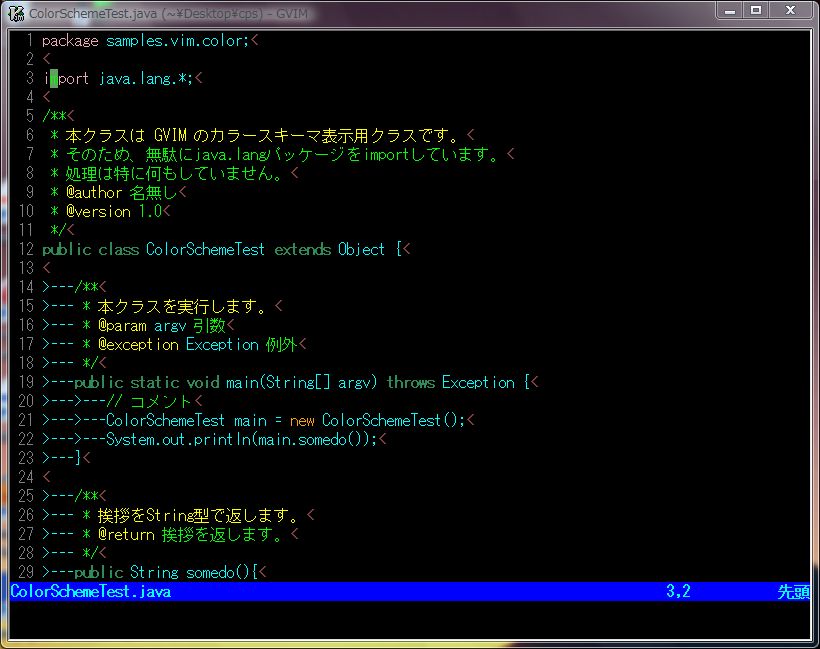 ColorSchemeTest.java (~¥Desktop¥cps) - GVIM
1 package samples.vim.color;<
2 <
3 import java.lang.*;<
4 <
5 /**<
6  * 本クラスは GVIM のカラースキーマ表示用クラスです。<
7  * そのため、無駄にjava.langパッケージをimportしています。<
8  * 処理は特に何もしていません。<
9  * @author 名無し<
10  * @version 1.0<
11  */<
12 public class ColorSchemeTest extends Object {<
13 <
14 >---/**<
15 >--- * 本クラスを実行します。<
16 >--- * @param argv 引数<
17 >--- * @exception Exception 例外<
18 >--- */<
19 >---public static void main(String[] argv) throws Exception {<
20 >--->---// コメント<
21 >--->---ColorSchemeTest main = new ColorSchemeTest();<
22 >--->---System.out.println(main.somedo());<
23 >---}<
24 <
25 >---/**<
26 >--- * 挨拶をString型で返します。<
27 >--- * @return 挨拶を返します。<
28 >--- */<
29 >---public String somedo(){<
ColorSchemeTest.java 3,2 先頭